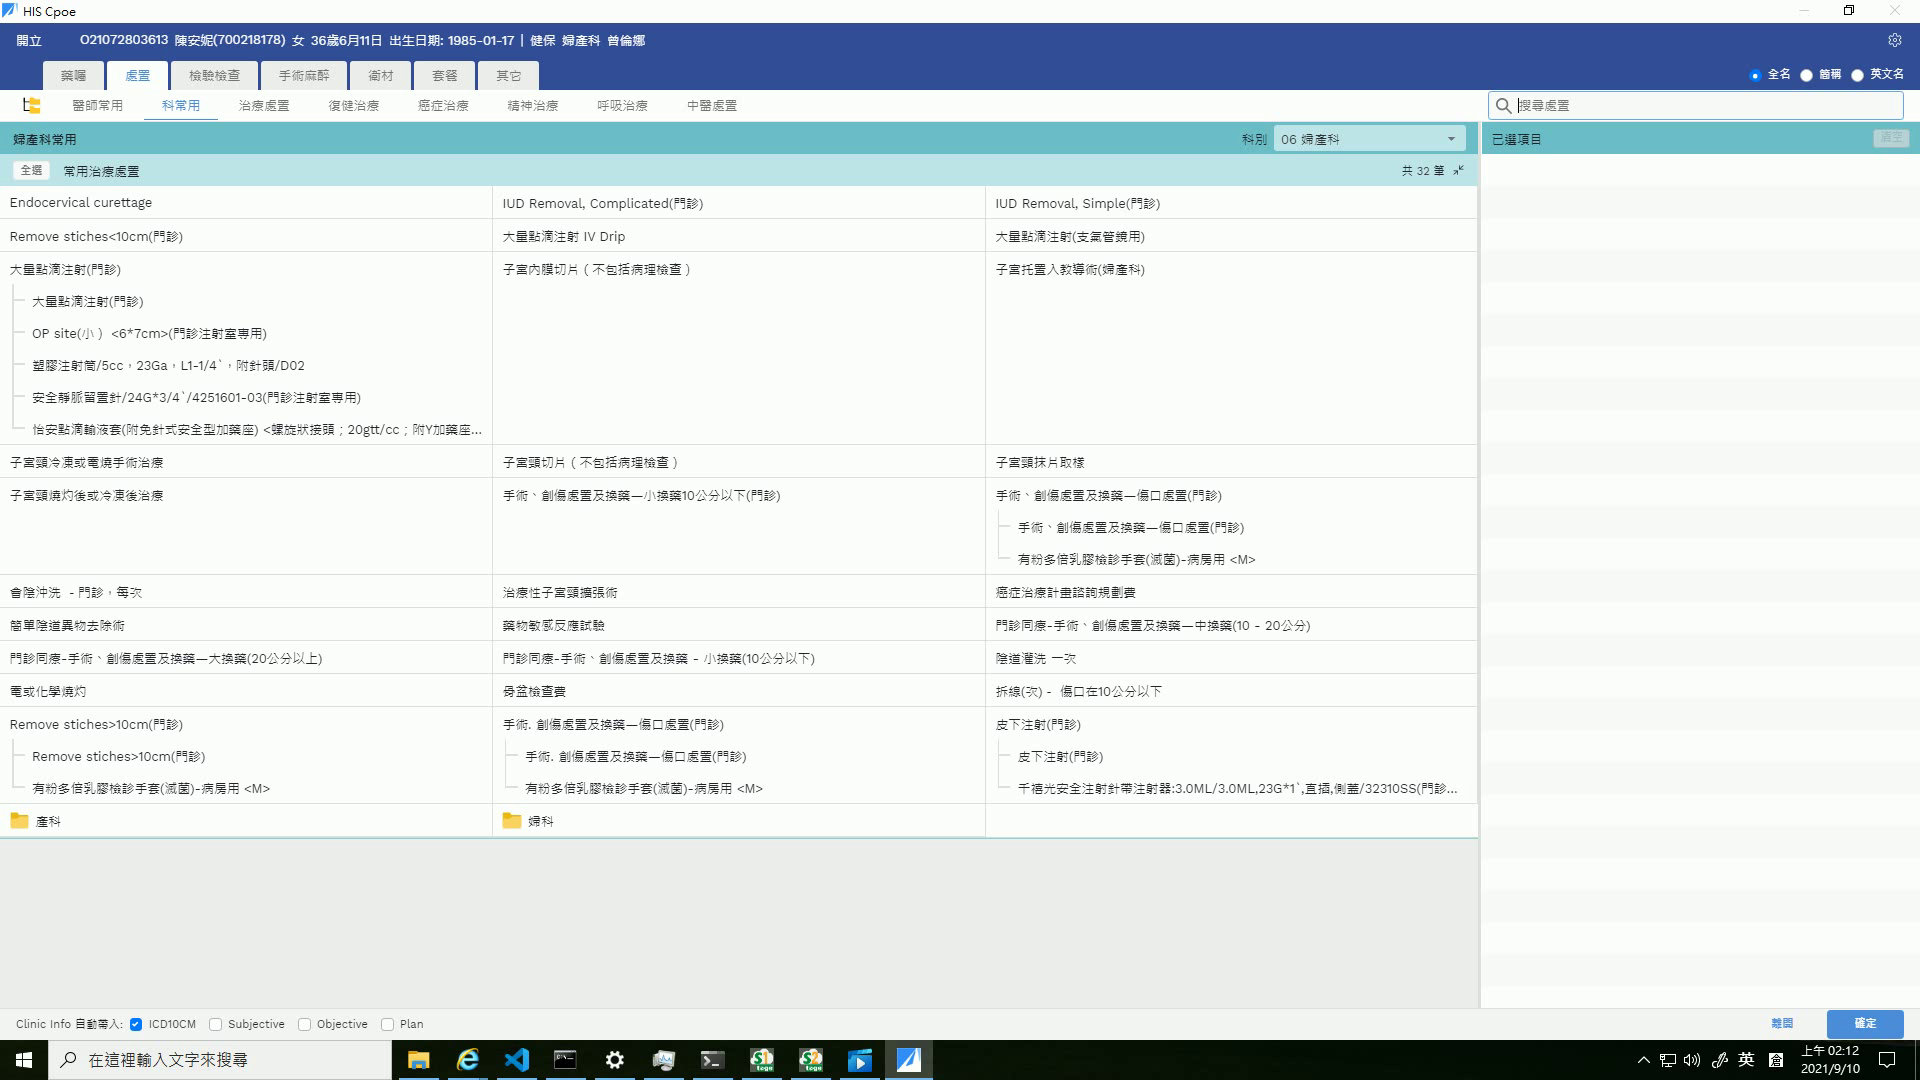 HIS Cpoe
開立 O21072803613 陳安妮(700218178) 女 36歲6月11日 出生日期: 1985-01-17 | 健保 婦產科 曾倫娜
藥囑 處置 檢驗檢查 手術麻醉 衛材 套餐 其它 全名 簡稱 英文名
醫師常用 科常用 治療處置 復健治療 癌症治療 精神治療 呼吸治療 中醫處置 搜尋處置
婦產科常用 科別 06 婦產科 已選項目 清空
全選 常用治療處置 共 32 筆
Endocervical curettage IUD Removal, Complicated(門診) IUD Removal, Simple(門診)
Remove stiches<10cm(門診) 大量點滴注射 IV Drip 大量點滴注射(支氣管鏡用)
大量點滴注射(門診) 子宮內膜切片 ( 不包括病理檢查 ) 子宮托置入教導術(婦產科)
大量點滴注射(門診)
OP site(小 ) <6*7cm>(門診注射室專用)
塑膠注射筒/5cc，23Ga，L1-1/4`，附針頭/D02
安全靜脈留置針/24G*3/4`/4251601-03(門診注射室專用)
怡安點滴輸液套(附免針式安全型加藥座) <螺旋狀接頭；20gtt/cc；附Y加藥座...
子宮頸冷凍或電燒手術治療 子宮頸切片 ( 不包括病理檢查 ) 子宮頸抹片取樣
子宮頸燒灼後或冷凍後治療 手術、創傷處置及換藥—小換藥10公分以下(門診) 手術、創傷處置及換藥—傷口處置(門診)
手術、創傷處置及換藥—傷口處置(門診)
有粉多倍乳膠檢診手套(滅菌)-病房用 <M>
會陰沖洗 - 門診，每次 治療性子宮頸擴張術 癌症治療計畫諮詢規劃費
簡單陰道異物去除術 藥物敏感反應試驗 門診同療-手術、創傷處置及換藥—中換藥(10 - 20公分)
門診同療-手術、創傷處置及換藥—大換藥(20公分以上) 門診同療-手術、創傷處置及換藥 - 小換藥(10公分以下) 陰道灌洗 一次
電或化學燒灼 骨盆檢查費 拆線(次) - 傷口在10公分以下
Remove stiches>10cm(門診) 手術. 創傷處置及換藥—傷口處置(門診) 皮下注射(門診)
Remove stiches>10cm(門診) 手術. 創傷處置及換藥—傷口處置(門診) 皮下注射(門診)
有粉多倍乳膠檢診手套(滅菌)-病房用 <M> 有粉多倍乳膠檢診手套(滅菌)-病房用 <M> 千禧光安全注射針帶注射器:3.0ML/3.0ML,23G*1`,直插,側蓋/32310SS(門診...
產科 婦科
Clinic Info 自動帶入: ICD10CM Subjective Objective Plan 離開 確定
在這裡輸入文字來搜尋 英 倉 上午 02:12
2021/9/10